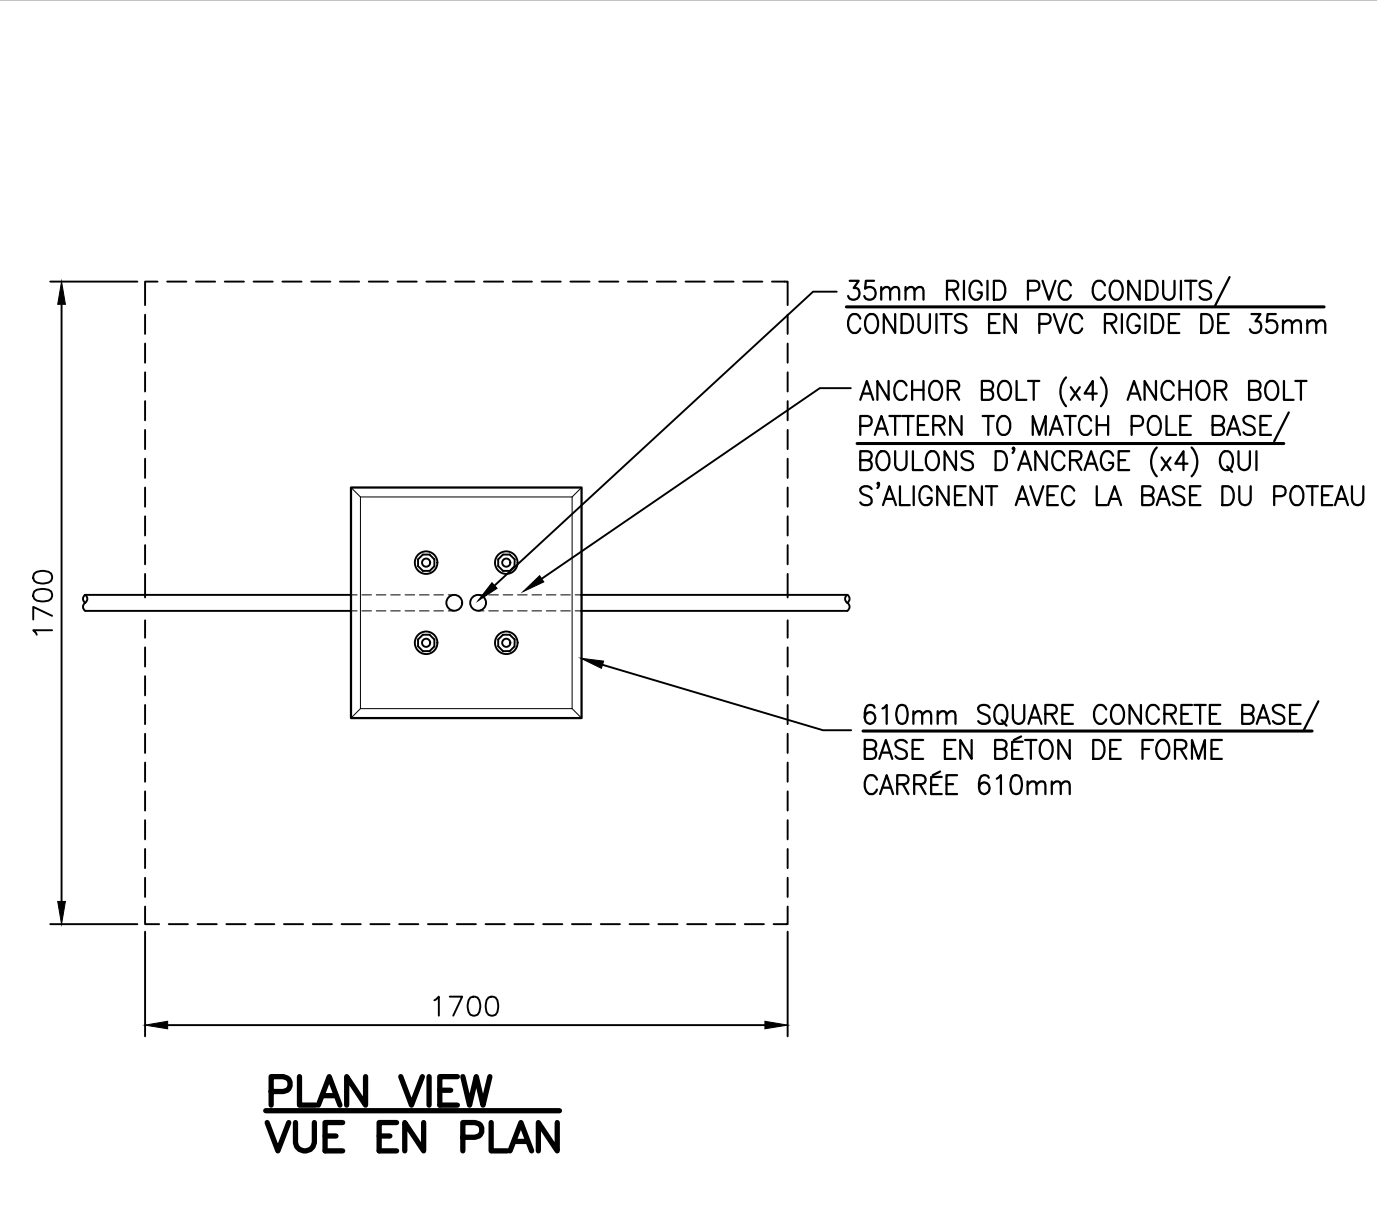 35mm RIGID PVC CONDUITS/
CONDUITS EN PVC RIGIDE DE 35mm
ANCHOR BOLT (x4) ANCHOR BOLT
PATTERN TO MATCH POLE BASE/
BOULONS D'ANCRAGE (x4) QUI
S'ALIGNENT AVEC LA BASE DU POTEAU
1700
610mm SQUARE CONCRETE BASE/
BASE EN BÉTON DE FORME
CARRÉE 610mm
1700
PLAN VIEW
VUE EN PLAN